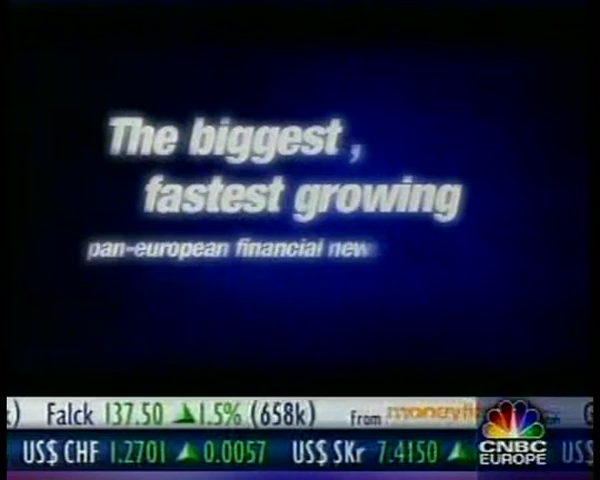 The biggest,
fastest growing
pan-european financial new
k) Falck 137.50 ▲1.5% (658k) from
US$ CHF 1.2701 ▲ 0.0057 US$ SKr 7.4150 ▲ US$
CNBC
EUROPE